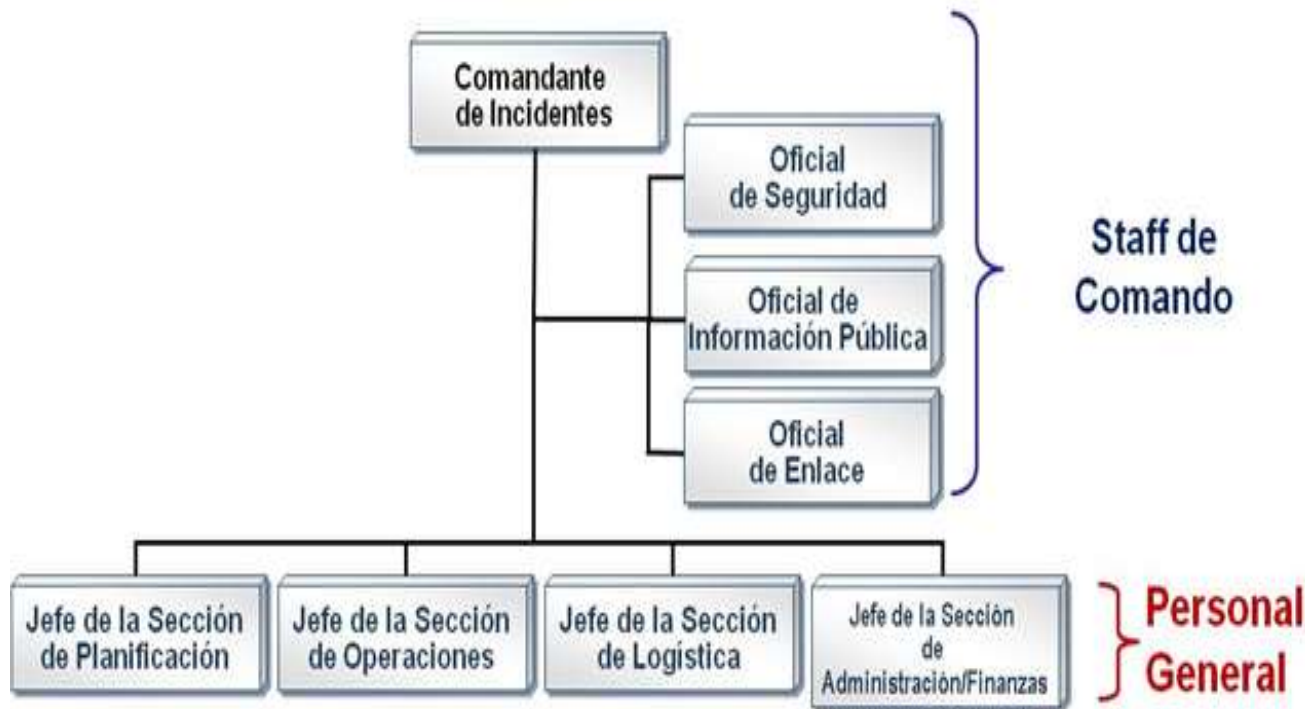 Comandante
de Incidentes
Oficial
de Seguridad
Oficial de
Información Pública
Oficial
de Enlace
Staff de
Comando
Jefe de la Sección
de Planificación
Jefe de la Sección
de Operaciones
Jefe de la Sección
de Logística
Jefe de la Sección
de
Administración/Finanzas
Personal
General